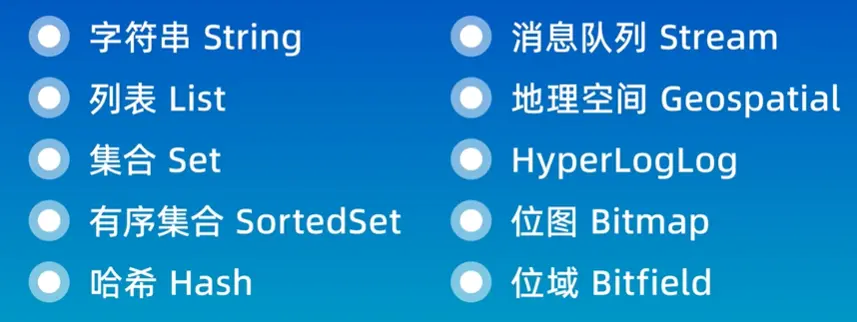 字符串 String
列表 List
集合 Set
有序集合 SortedSet
哈希 Hash
消息队列 Stream
地理空间 Geospatial
HyperLogLog
位图 Bitmap
位域 Bitfield